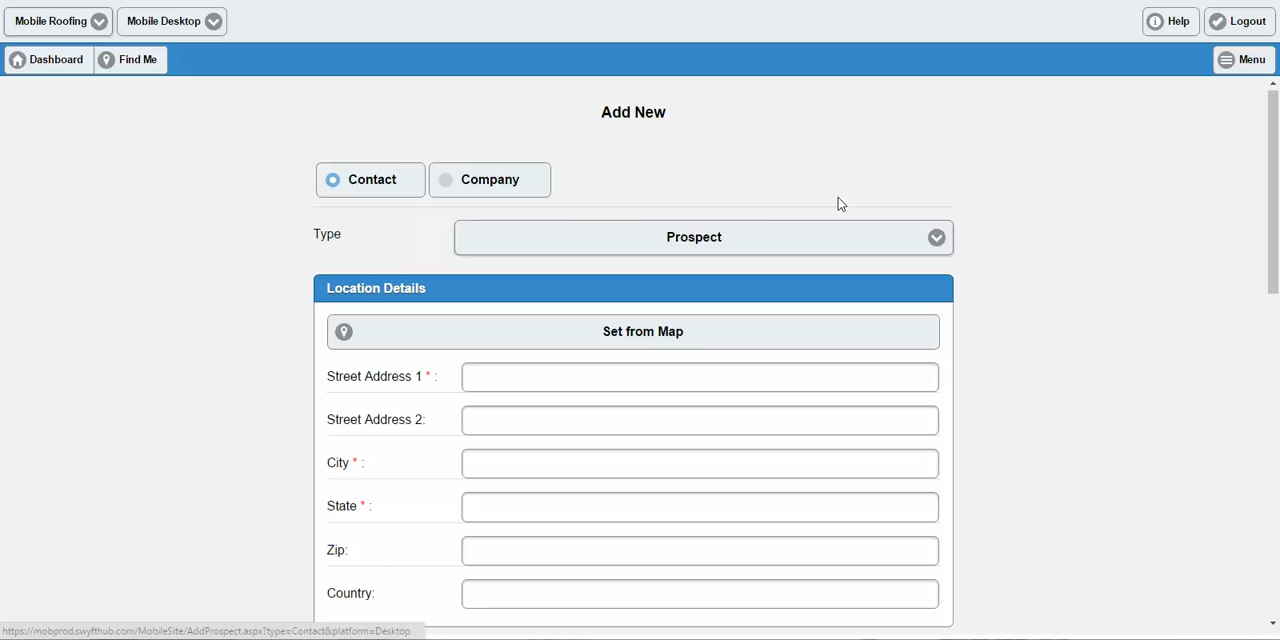 Mobile Roofing
Mobile Desktop
Help
Logout
Dashboard
Find Me
Menu
Add New
Contact
Company
Type
Prospect
Location Details
Set from Map
Street Address 1 * :
Street Address 2:
City * :
State * :
Zip:
Country:
https://mobprod.swyfthub.com/MobileSite/AddProspect.aspx?type=Contact&platform=Desktop